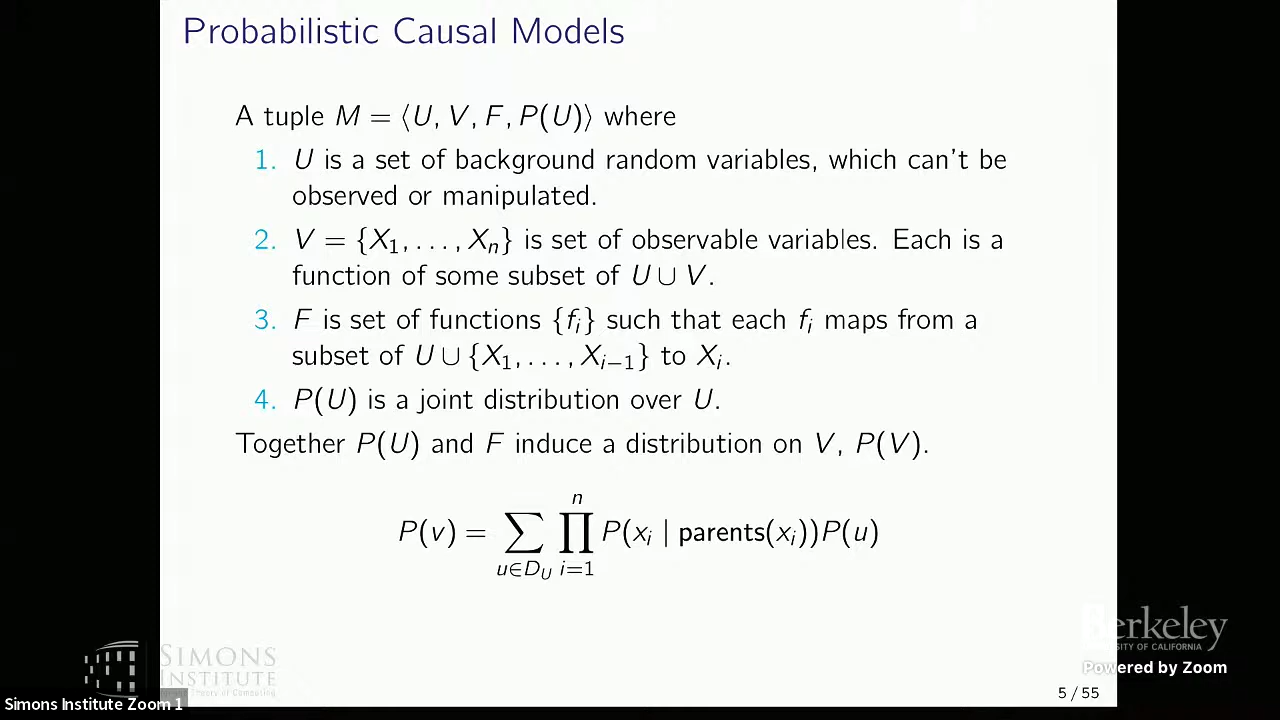 Probabilistic Causal Models
A tuple M = ⟨U, V, F, P(U)⟩ where
1. U is a set of background random variables, which can't be
observed or manipulated.
2. V = {X₁, . . . , Xₙ} is set of observable variables. Each is a
function of some subset of U ∪ V.
3. F is set of functions {fᵢ} such that each fᵢ maps from a
subset of U ∪ {X₁, . . . , Xᵢ₋₁} to Xᵢ.
4. P(U) is a joint distribution over U.
Together P(U) and F induce a distribution on V, P(V).
P(v) = ∑_{u∈D_U} ∏_{i=1}^{n} P(xᵢ | parents(xᵢ))P(u)
Berkeley
OF CALIFORNIA
Powered by Zoom
SIMONS
INSTITUTE
Theory of Computing
Simons Institute Zoom 1
5 / 55